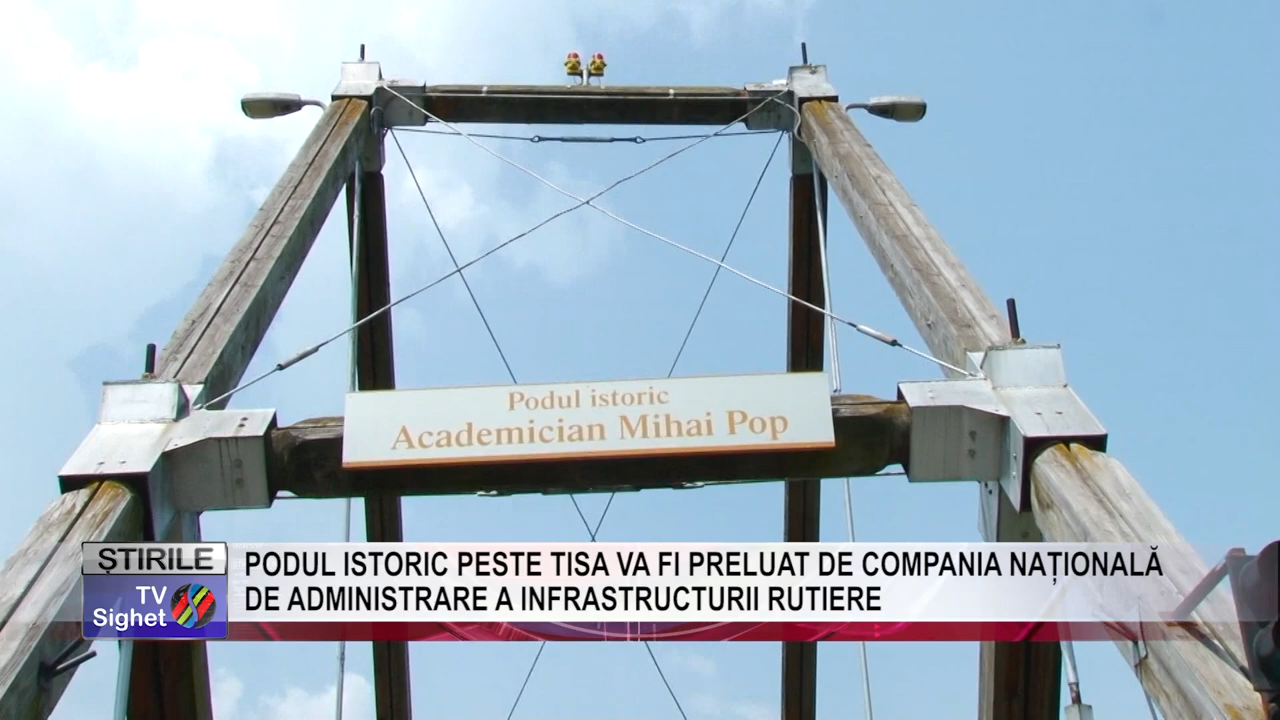 Podul istoric
Academician Mihai Pop
ȘTIRILE
TV
Sighet
PODUL ISTORIC PESTE TISA VA FI PRELUAT DE COMPANIA NAȚIONALĂ
DE ADMINISTRARE A INFRASTRUCTURII RUTIERE